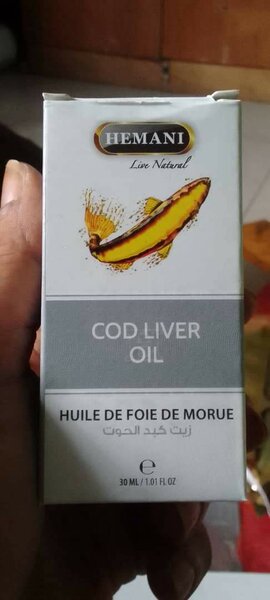 HEMANI
Live Natural
COD LIVER
OIL
HUILE DE FOIE DE MORUE
زيت كبد الحوت
℮
30 ML / 1.01 FL OZ